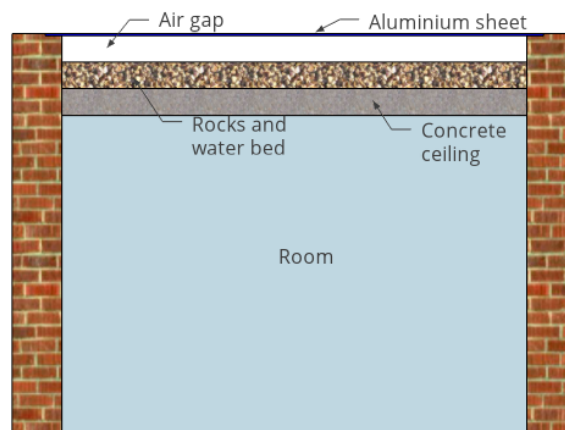 Air gap
Aluminium sheet
Rocks and
water bed
Concrete
ceiling
Room